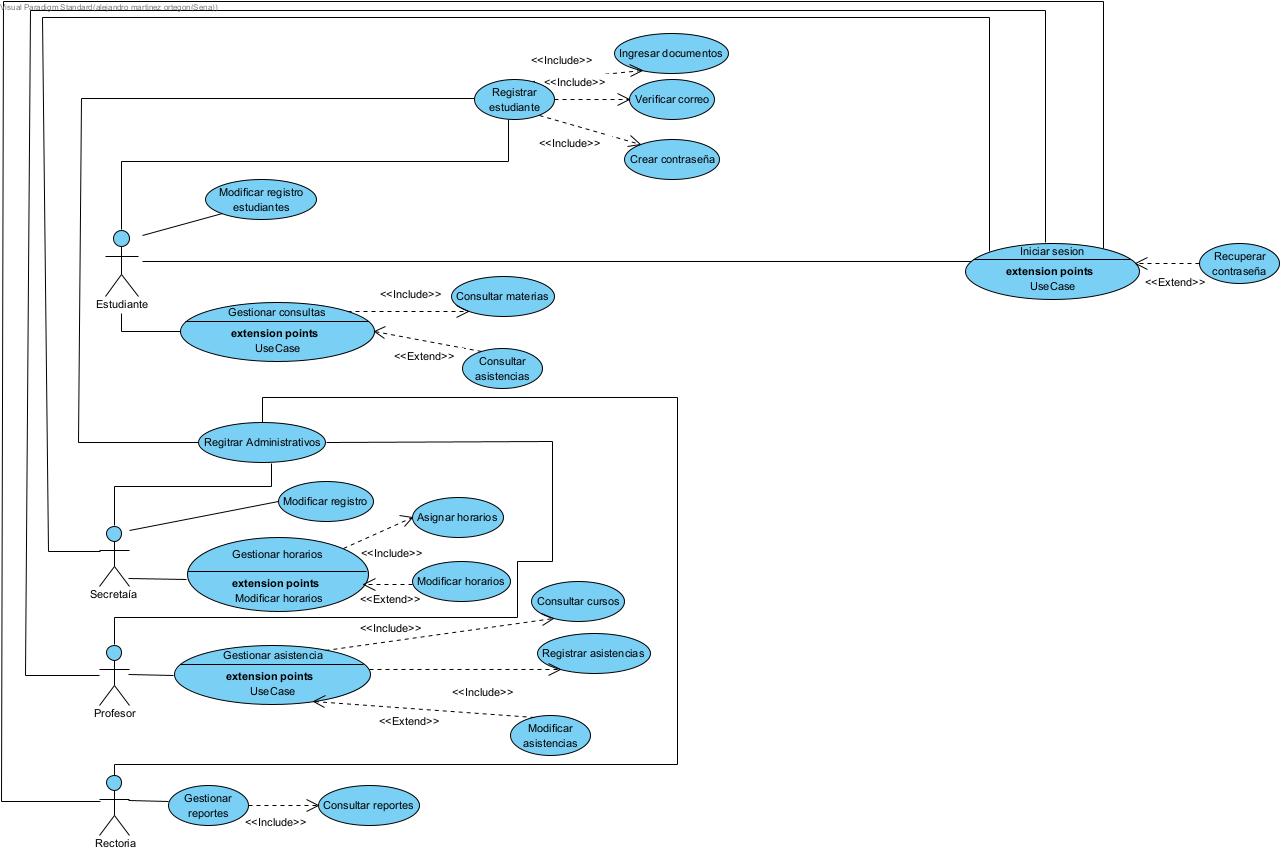 Visual Paradigm Standard(alejandro martinez ortegon(Sena))
Ingresar documentos
<<Include>>
<<Include>>
Registrar
estudiante
Verificar correo
<<Include>>
Crear contraseña
Modificar registro
estudiantes
Iniciar sesion
extension points
UseCase
Recuperar
contraseña
<<Extend>>
Estudiante
<<Include>>
Consultar materias
Gestionar consultas
extension points
UseCase
<<Extend>>
Consultar
asistencias
Regitrar Administrativos
Modificar registro
Asignar horarios
Gestionar horarios
extension points
Modificar horarios
<<Include>>
Modificar horarios
<<Extend>>
Secretaía
Consultar cursos
<<Include>>
Gestionar asistencia
extension points
UseCase
Registrar asistencias
<<Include>>
<<Extend>>
Modificar
asistencias
Profesor
Gestionar
reportes
Consultar reportes
<<Include>>
Rectoria